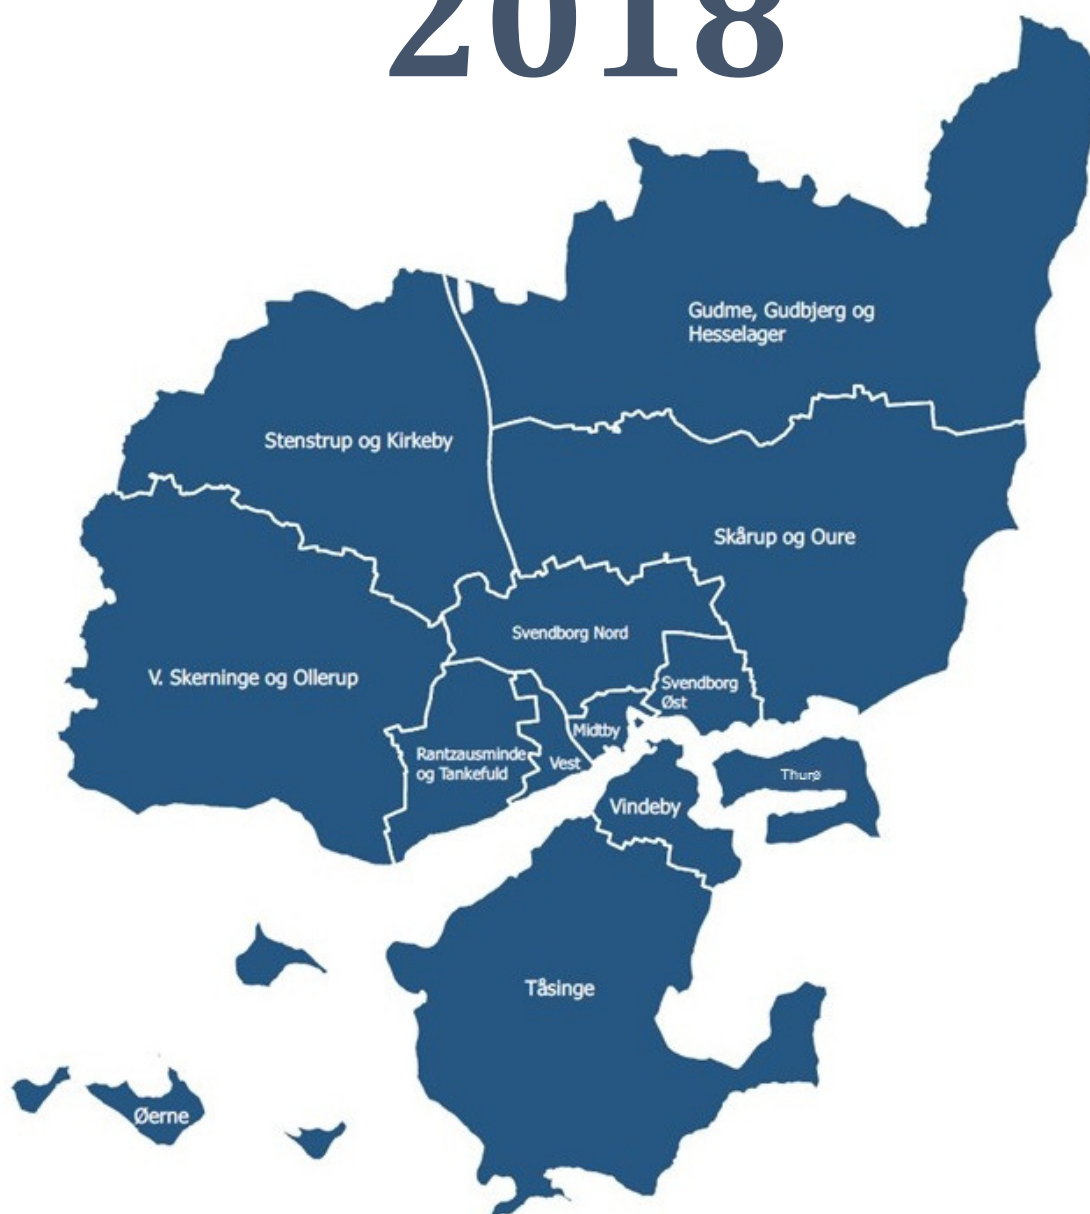 2018
Gudme, Gudbjerg og
Hesselager
Stenstrup og Kirkeby
Skårup og Oure
Svendborg Nord
V. Skerninge og Ollerup
Svendborg
Øst
Midtby
Rantzausminde
og Tankefuld
Vest
Thurø
Vindeby
Tåsinge
Øerne